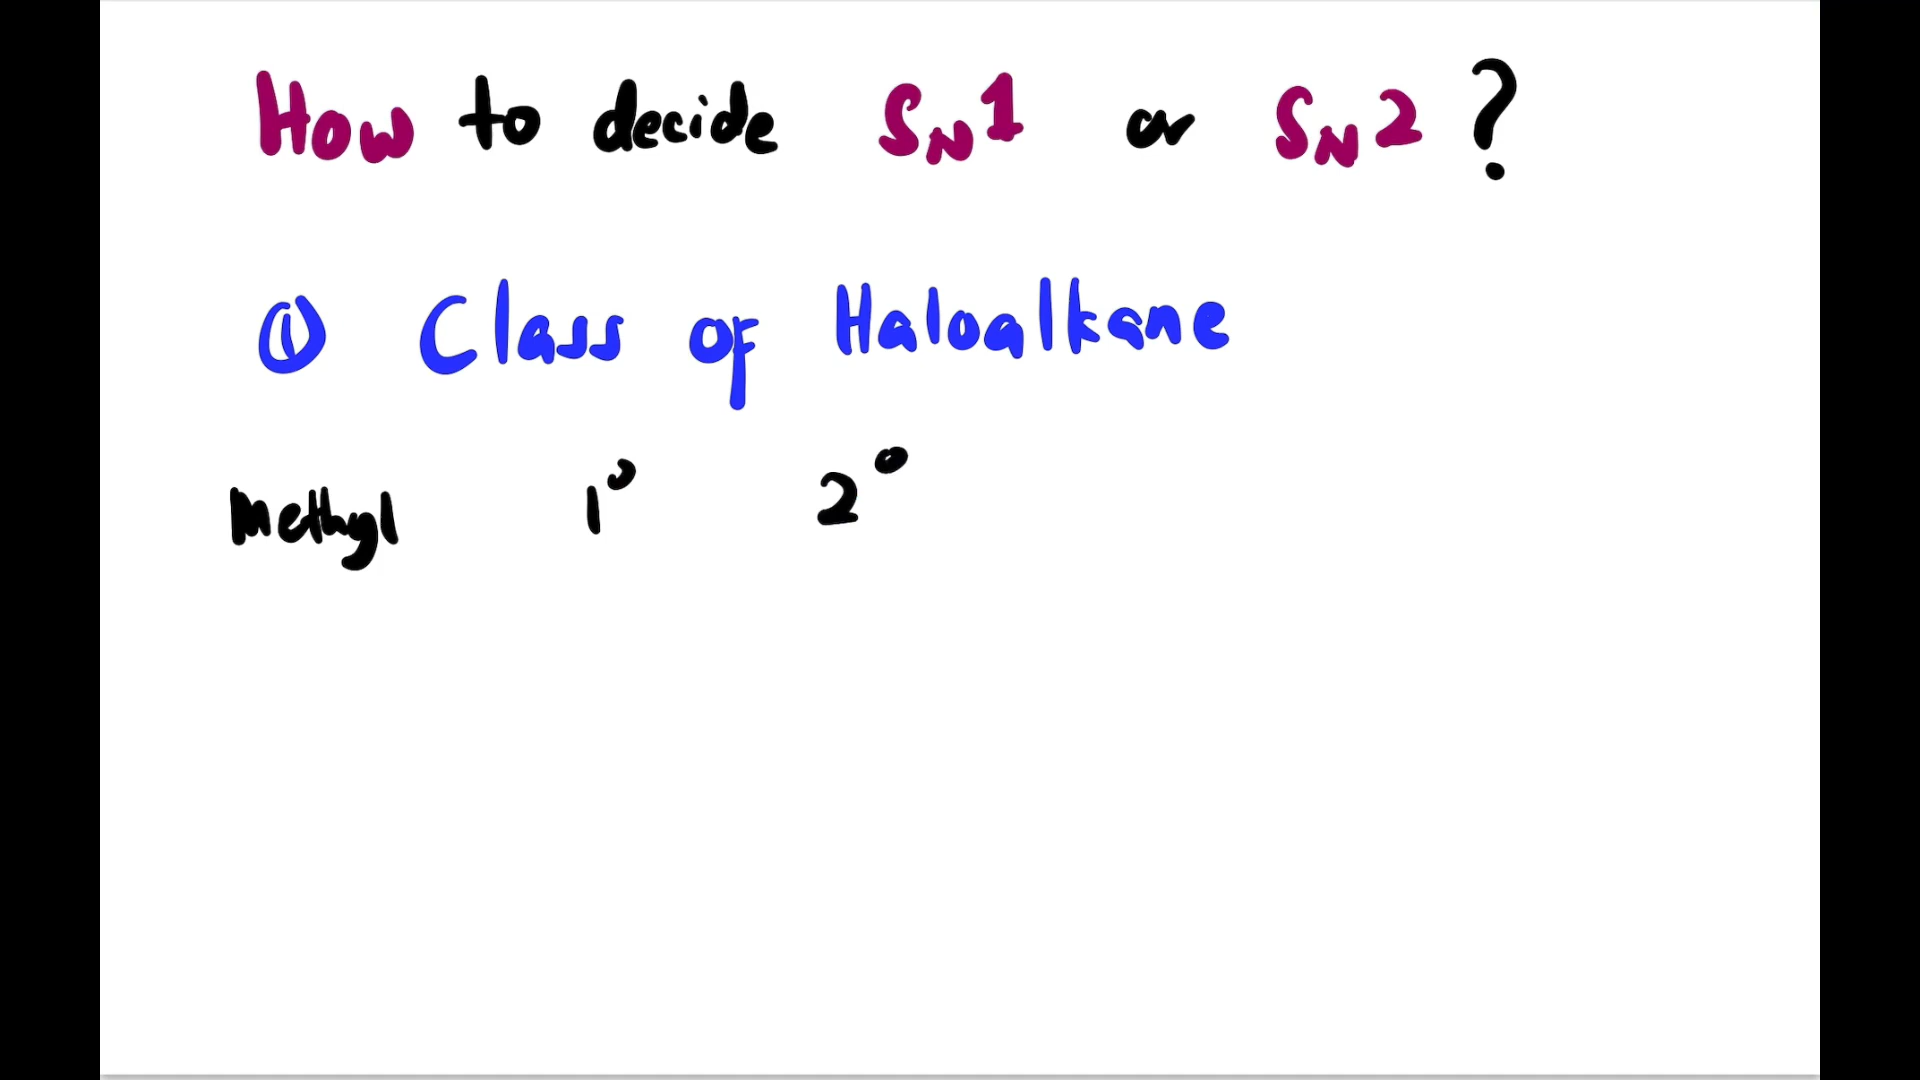 How to decide SN1 or SN2 ?
① Class of Haloalkane
Methyl 1° 2°